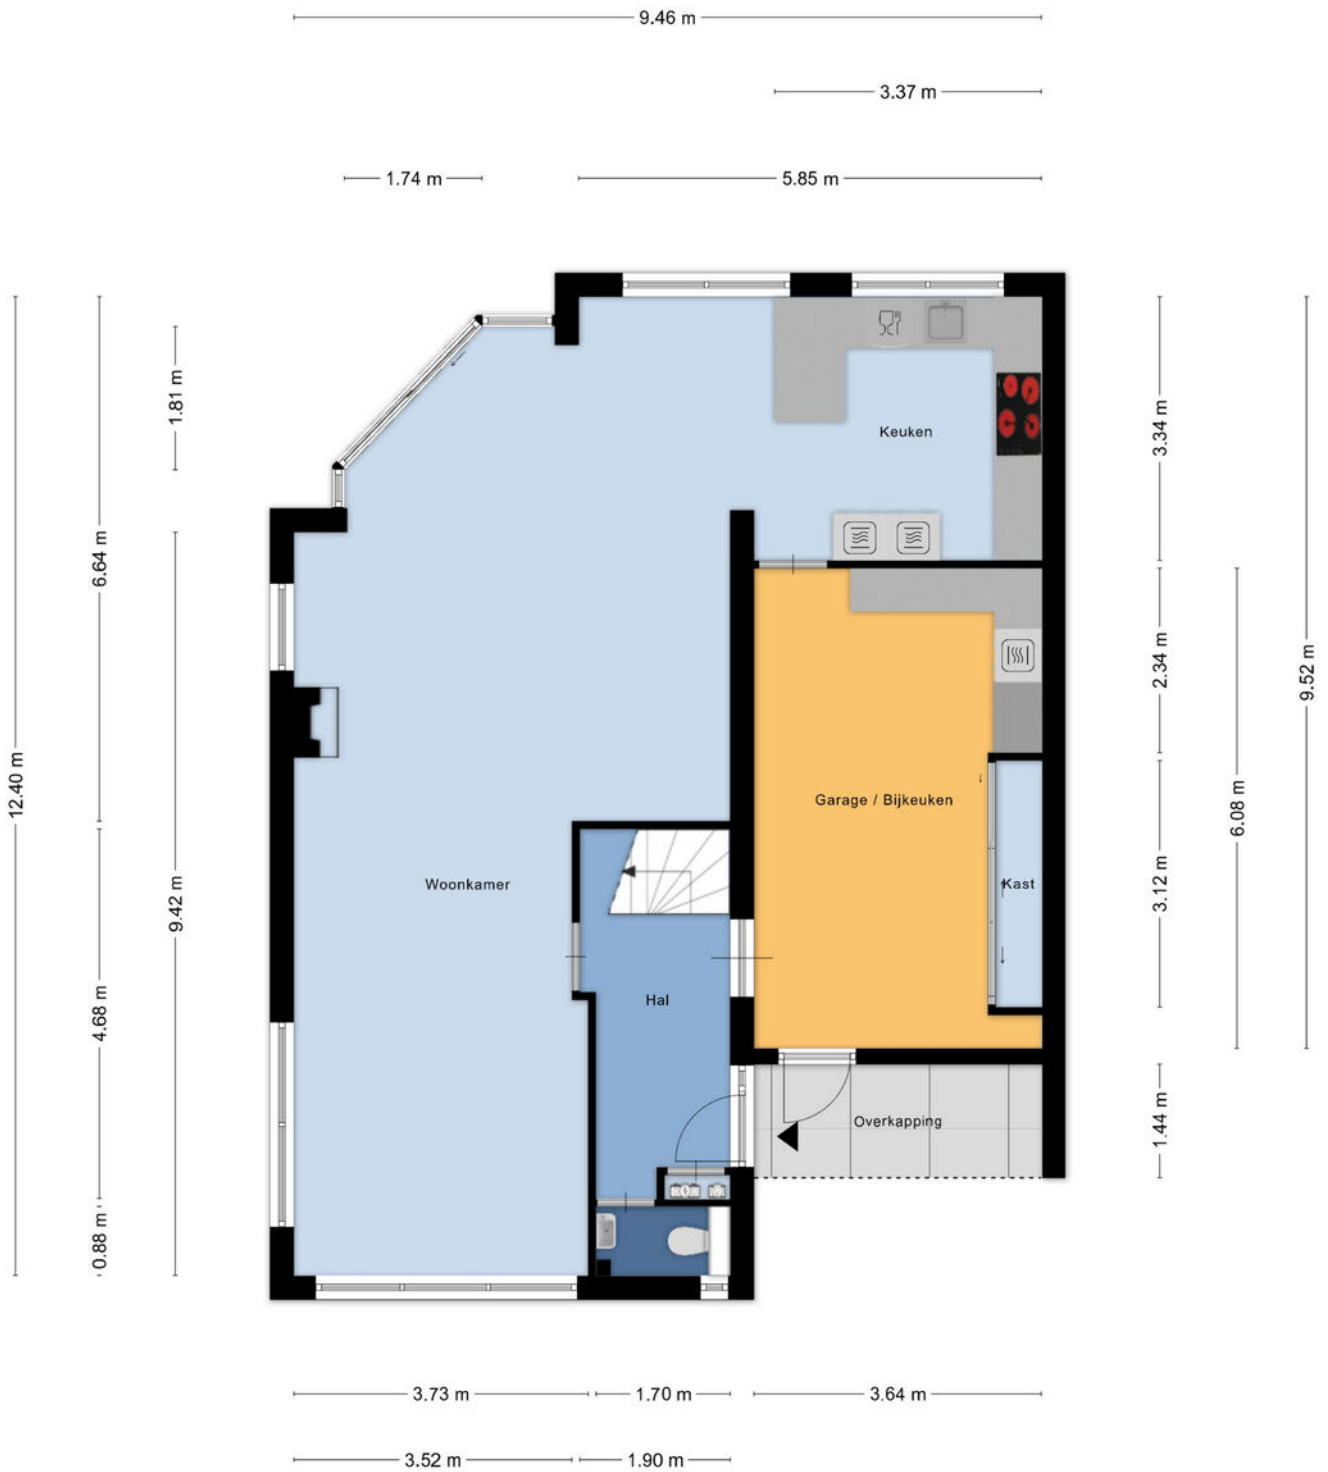 9.46 m
3.37 m
1.74 m
5.85 m
1.81 m
3.34 m
Keuken
6.64 m
2.34 m
9.52 m
12.40 m
Garage / Bijkeuken
6.08 m
Woonkamer
Kast
3.12 m
9.42 m
Hal
4.68 m
1.44 m
Overkapping
0.88 m
3.73 m
1.70 m
3.64 m
3.52 m
1.90 m